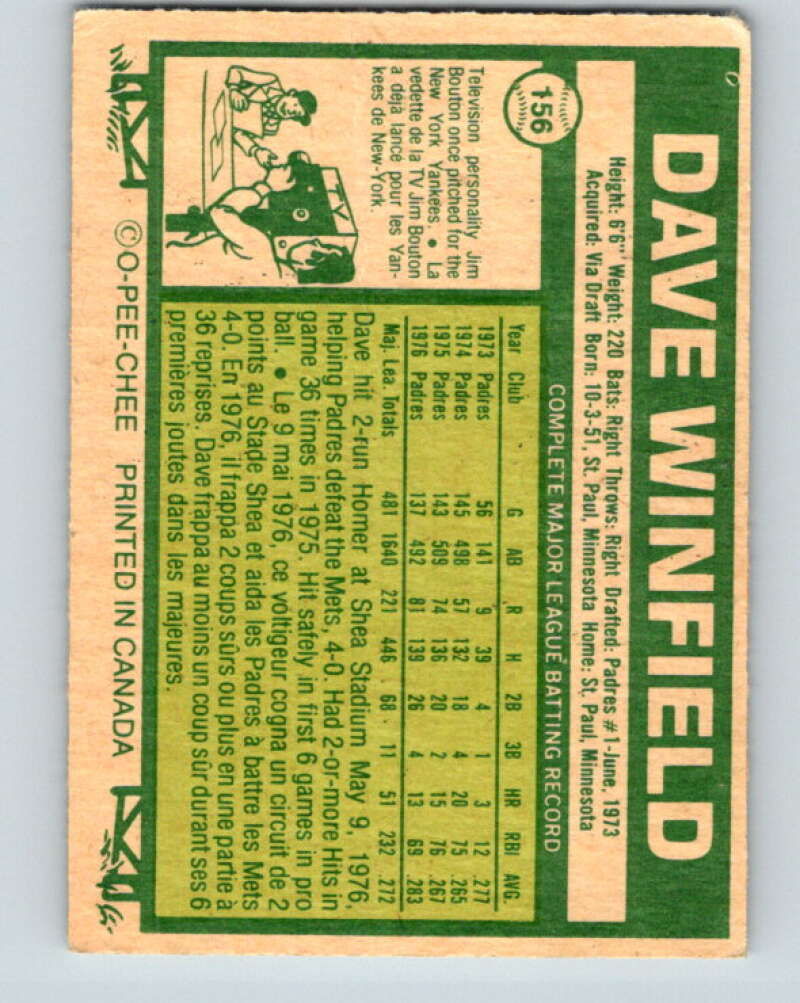 156
DAVE WINFIELD
Height: 6'6" Weight: 220 Bats: Right Throws: Right Drafted: Padres #1-June, 1973
Acquired: Via Draft Born: 10-3-51, St. Paul, Minnesota Home: St. Paul, Minnesota
COMPLETE MAJOR LEAGUE BATTING RECORD
Year Club G AB R H 2B 3B HR RBI AVG.
1973 Padres 56 141 9 39 4 1 3 12 .277
1974 Padres 145 498 57 132 18 4 20 75 .265
1975 Padres 143 509 74 136 20 2 15 76 .267
1976 Padres 137 492 81 139 26 4 13 69 .283
Maj. Lea. Totals 481 1640 221 446 68 11 51 232 .272
Dave hit 2-run Homer at Shea Stadium May 9, 1976,
helping Padres defeat the Mets, 4-0. Had 2-or-more Hits in
game 36 times in 1975. Hit safely in first 6 games in pro
ball. • Le 9 mai 1976, ce voltigeur cogna un circuit de 2
points au Stade Shea et aida les Padres à battre les Mets
4-0. En 1976, il frappa 2 coups sûrs ou plus en une partie à
36 reprises. Dave frappa au moins un coup sûr durant ses 6
premières joutes dans les majeures.
Television personality Jim
Bouton once pitched for the
New York Yankees. • La
vedette de la TV Jim Bouton
a déjà lancé pour les Yan-
kees de New-York.
TV
© O-PEE-CHEE PRINTED IN CANADA